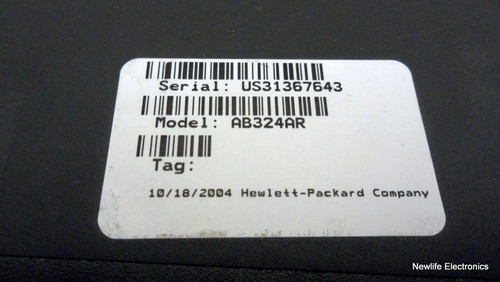 Serial: US31367643
Model: AB324AR
Tag:
10/18/2004 Hewlett-Packard Company
Newlife Electronics